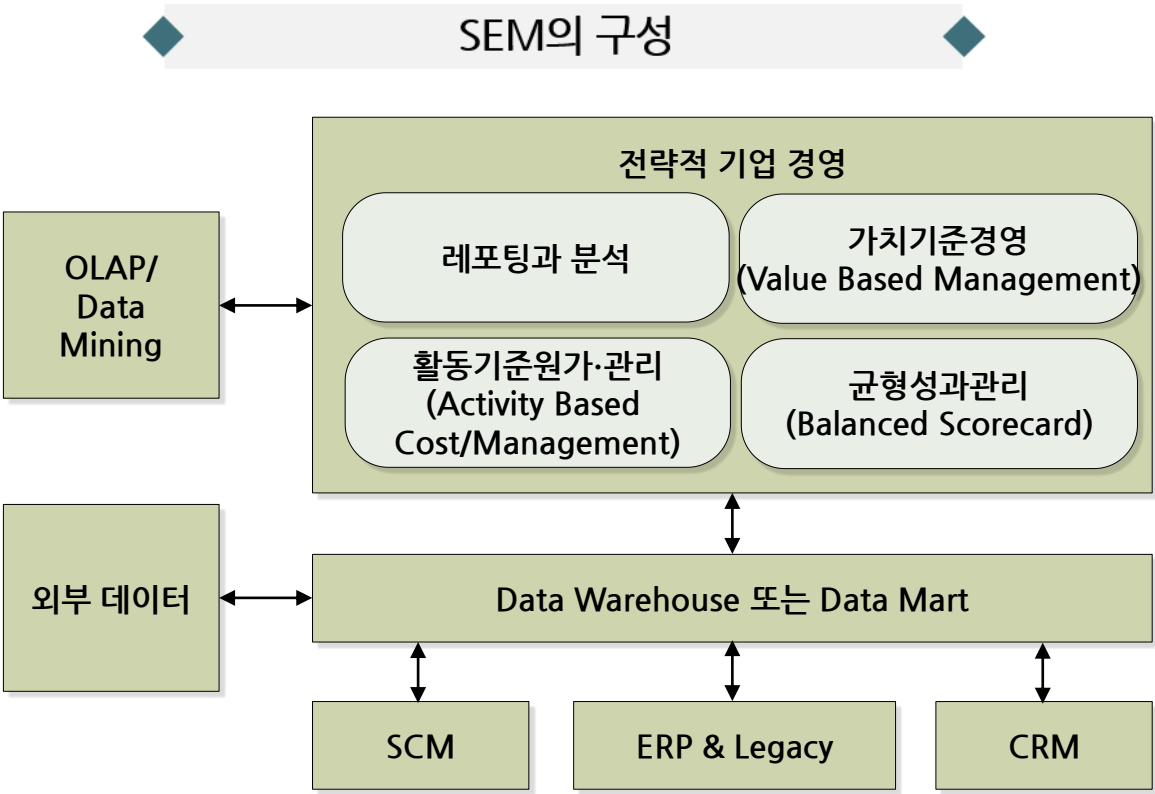 SEM의 구성
전략적 기업 경영
OLAP/
Data
Mining
레포팅과 분석
가치기준경영
(Value Based Management)
활동기준원가·관리
(Activity Based
Cost/Management)
균형성과관리
(Balanced Scorecard)
외부 데이터
Data Warehouse 또는 Data Mart
SCM
ERP & Legacy
CRM